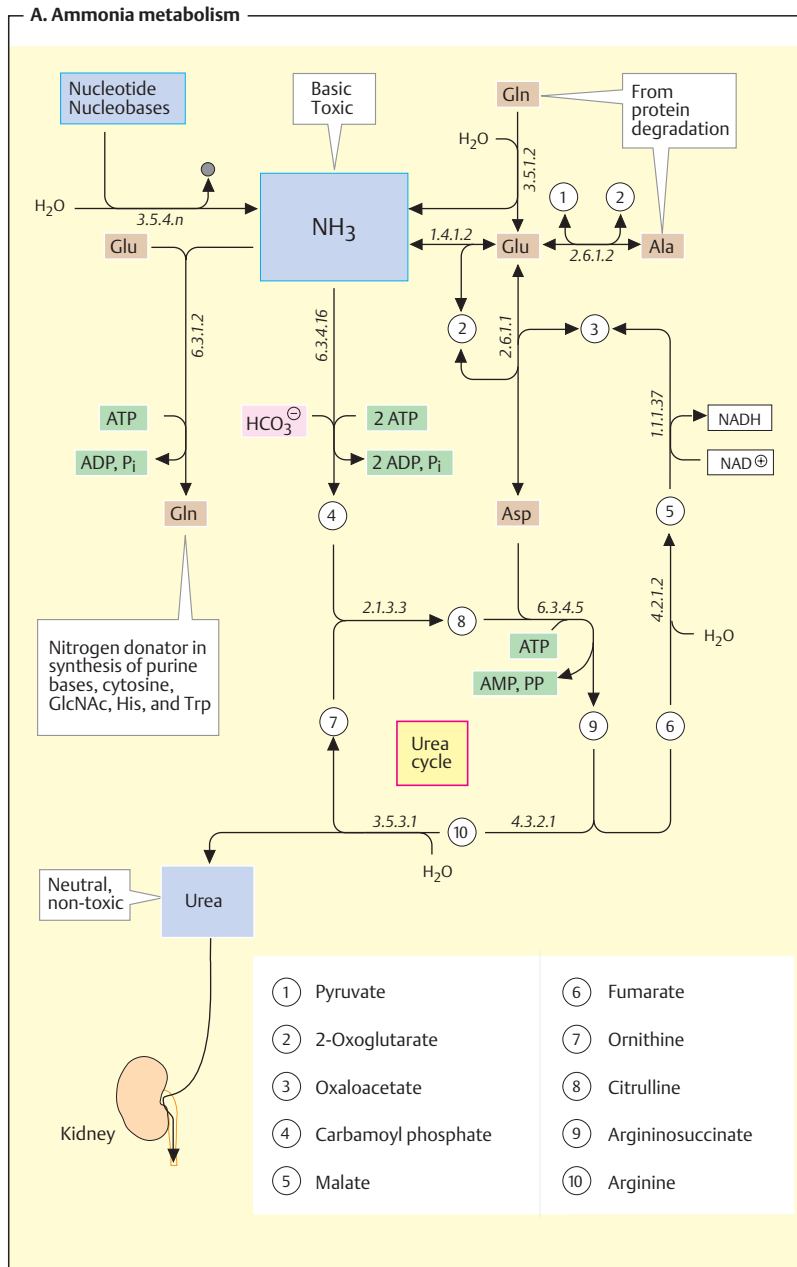 A. Ammonia metabolism
Nucleotide
Nucleobases
Basic
Toxic
Gln
From
protein
degradation
H₂O
3.5.1.2
H₂O
3.5.4.n
NH₃
1.4.1.2
Glu
1
2
2.6.1.2
Ala
Glu
6.3.1.2
6.3.4.16
2
2.6.1.1
3
1.1.1.37
ATP
ADP, Pᵢ
HCO₃⊖
2 ATP
2 ADP, Pᵢ
NADH
NAD⊕
Gln
4
Asp
5
4.2.1.2
H₂O
2.1.3.3
8
6.3.4.5
ATP
AMP, PP
Nitrogen donator in
synthesis of purine
bases, cytosine,
GlcNAc, His, and Trp
7
Urea
cycle
9
6
3.5.3.1
10
4.3.2.1
H₂O
Neutral,
non-toxic
Urea
Kidney
1 Pyruvate
2 2-Oxoglutarate
3 Oxaloacetate
4 Carbamoyl phosphate
5 Malate
6 Fumarate
7 Ornithine
8 Citrulline
9 Argininosuccinate
10 Arginine